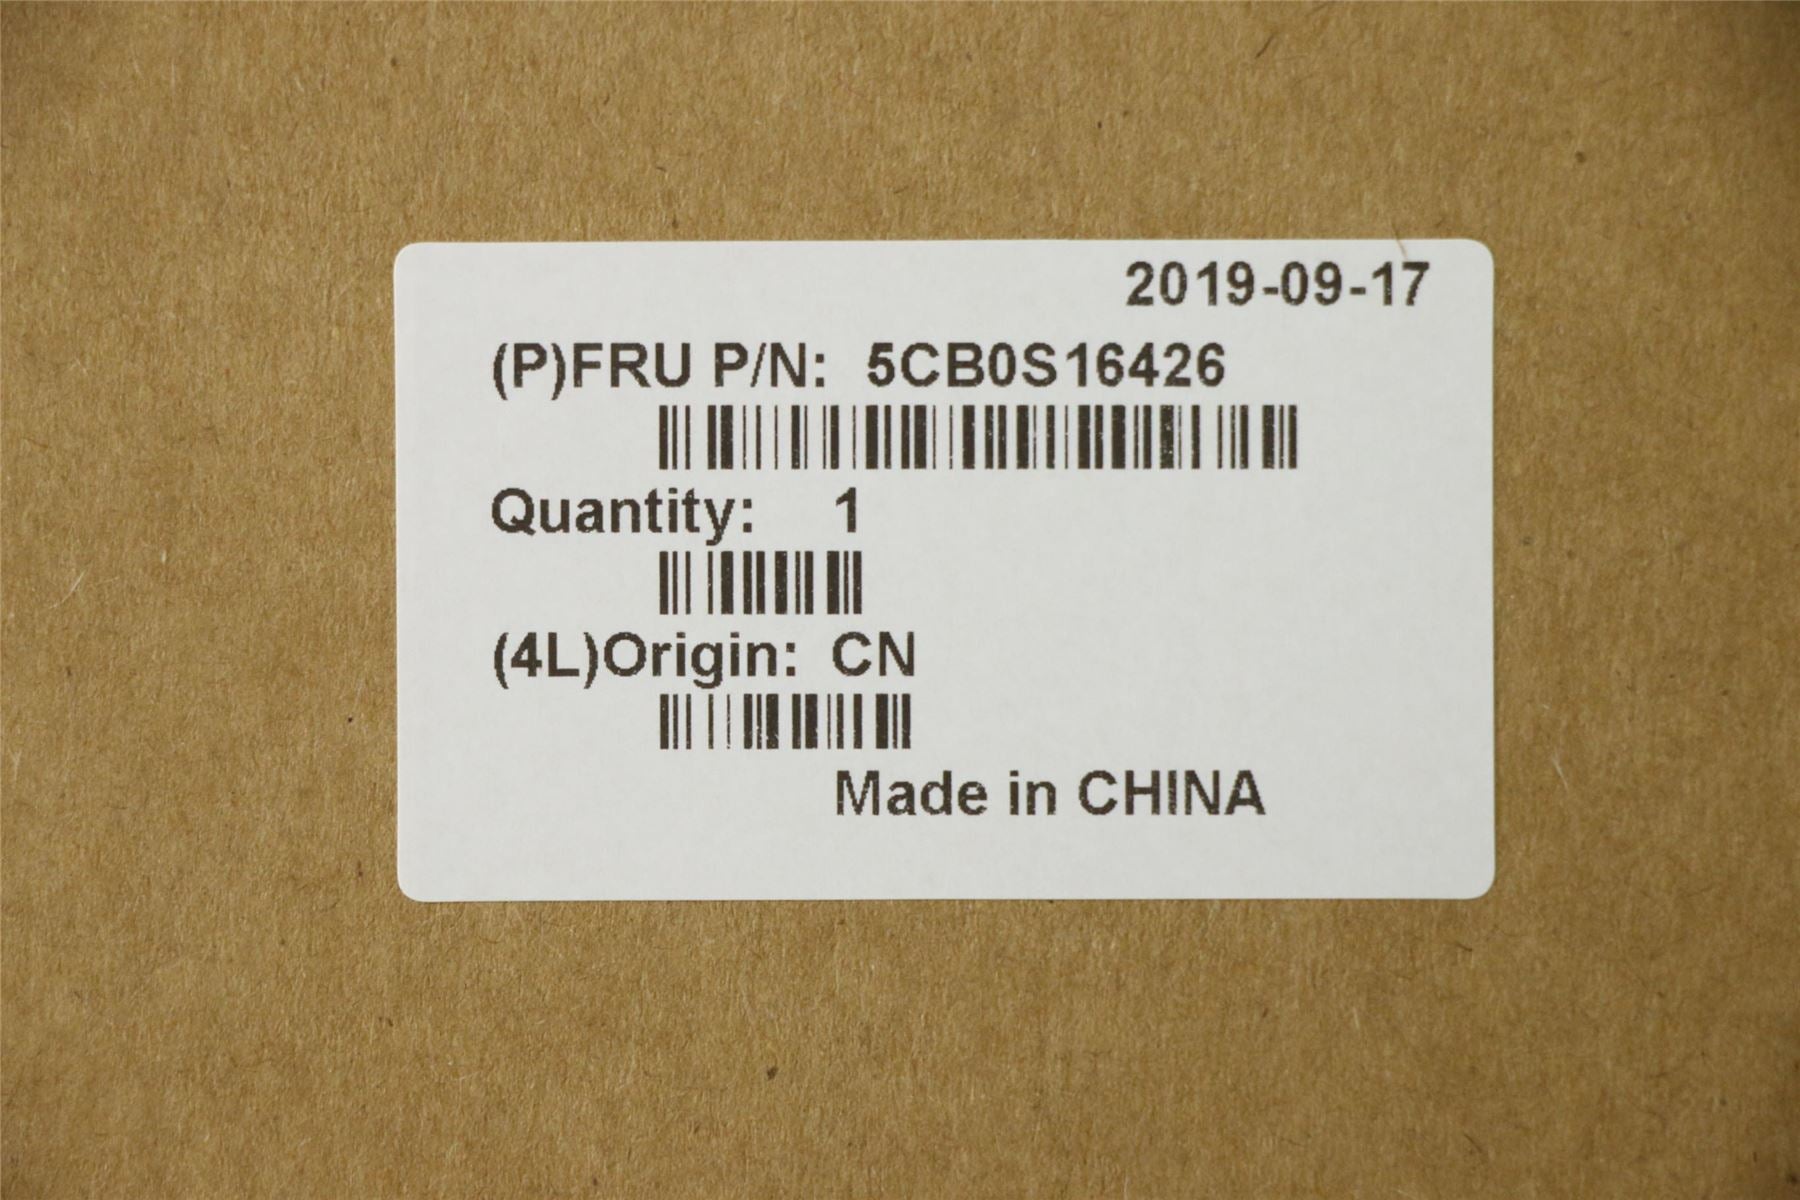 2019-09-17
(P)FRU P/N: 5CB0S16426
Quantity: 1
(4L)Origin: CN
Made in CHINA